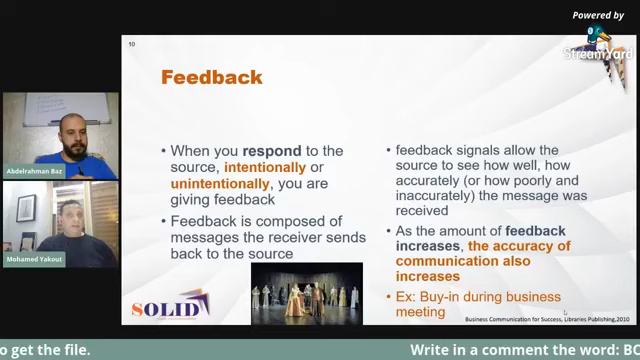 Powered by
StreamYard
10
Feedback
• When you respond to the
source, intentionally or
unintentionally, you are
giving feedback
• Feedback is composed of
messages the receiver sends
back to the source
• feedback signals allow the
source to see how well, how
accurately (or how poorly and
inaccurately) the message was
received
• As the amount of feedback
increases, the accuracy of
communication also
increases
• Ex: Buy-in during business
meeting
Abdelrahman Baz
Mohamed Yakout
SOLID
Business Communication for Success, Libraries Publishing,2010
o get the file.
Write in a comment the word: BC